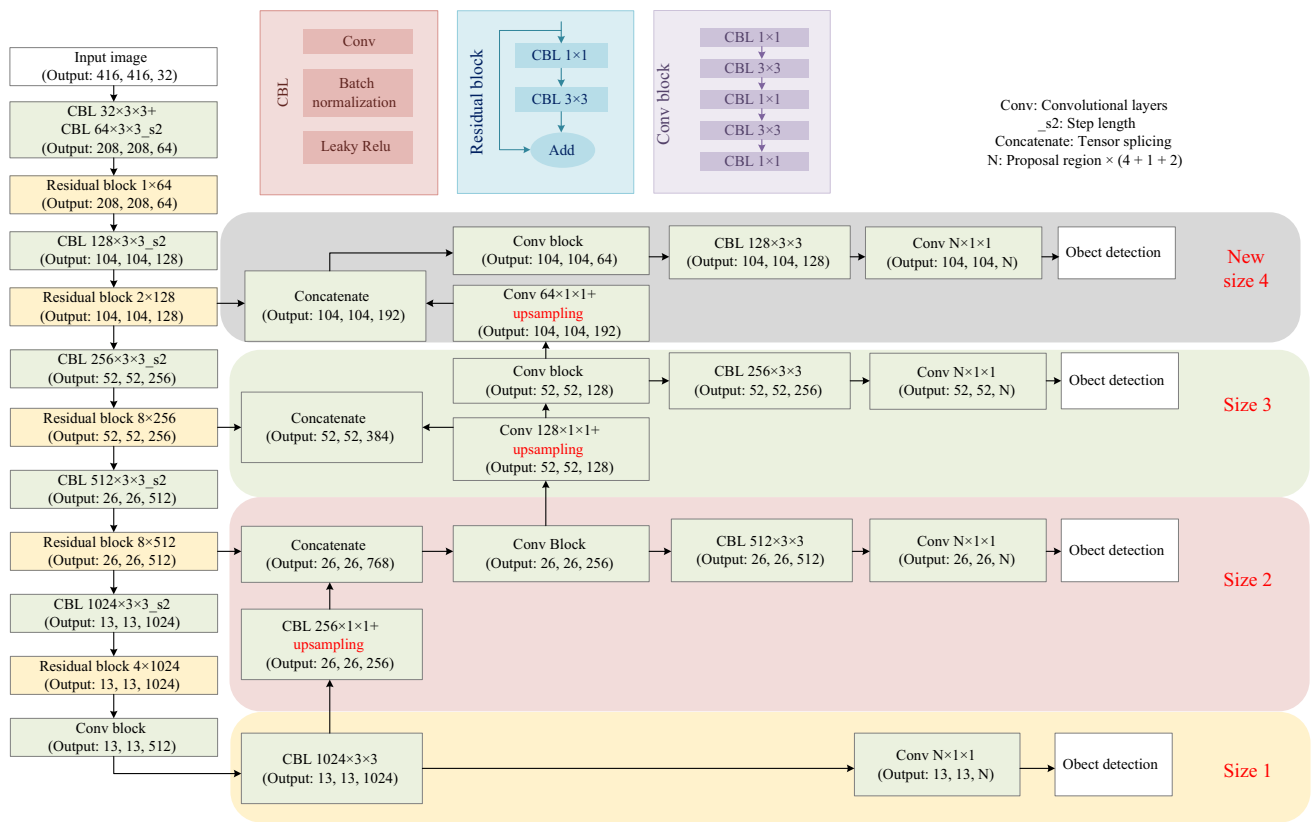 Input image
(Output: 416, 416, 32)
CBL 32×3×3+
CBL 64×3×3_s2
(Output: 208, 208, 64)
Residual block 1×64
(Output: 208, 208, 64)
CBL 128×3×3_s2
(Output: 104, 104, 128)
Residual block 2×128
(Output: 104, 104, 128)
CBL 256×3×3_s2
(Output: 52, 52, 256)
Residual block 8×256
(Output: 52, 52, 256)
CBL 512×3×3_s2
(Output: 26, 26, 512)
Residual block 8×512
(Output: 26, 26, 512)
CBL 1024×3×3_s2
(Output: 13, 13, 1024)
Residual block 4×1024
(Output: 13, 13, 1024)
Conv block
(Output: 13, 13, 512)
CBL
Conv
Batch
normalization
Leaky Relu
Residual block
CBL 1×1
CBL 3×3
Add
Conv block
CBL 1×1
CBL 3×3
CBL 1×1
CBL 3×3
CBL 1×1
Conv: Convolutional layers
_s2: Step length
Concatenate: Tensor splicing
N: Proposal region × (4 + 1 + 2)
Concatenate
(Output: 104, 104, 192)
Conv block
(Output: 104, 104, 64)
Conv 64×1×1+
upsampling
(Output: 104, 104, 192)
CBL 128×3×3
(Output: 104, 104, 128)
Conv N×1×1
(Output: 104, 104, N)
Obect detection
New
size 4
Concatenate
(Output: 52, 52, 384)
Conv block
(Output: 52, 52, 128)
Conv 128×1×1+
upsampling
(Output: 52, 52, 128)
CBL 256×3×3
(Output: 52, 52, 256)
Conv N×1×1
(Output: 52, 52, N)
Obect detection
Size 3
Concatenate
(Output: 26, 26, 768)
CBL 256×1×1+
upsampling
(Output: 26, 26, 256)
Conv Block
(Output: 26, 26, 256)
CBL 512×3×3
(Output: 26, 26, 512)
Conv N×1×1
(Output: 26, 26, N)
Obect detection
Size 2
CBL 1024×3×3
(Output: 13, 13, 1024)
Conv N×1×1
(Output: 13, 13, N)
Obect detection
Size 1